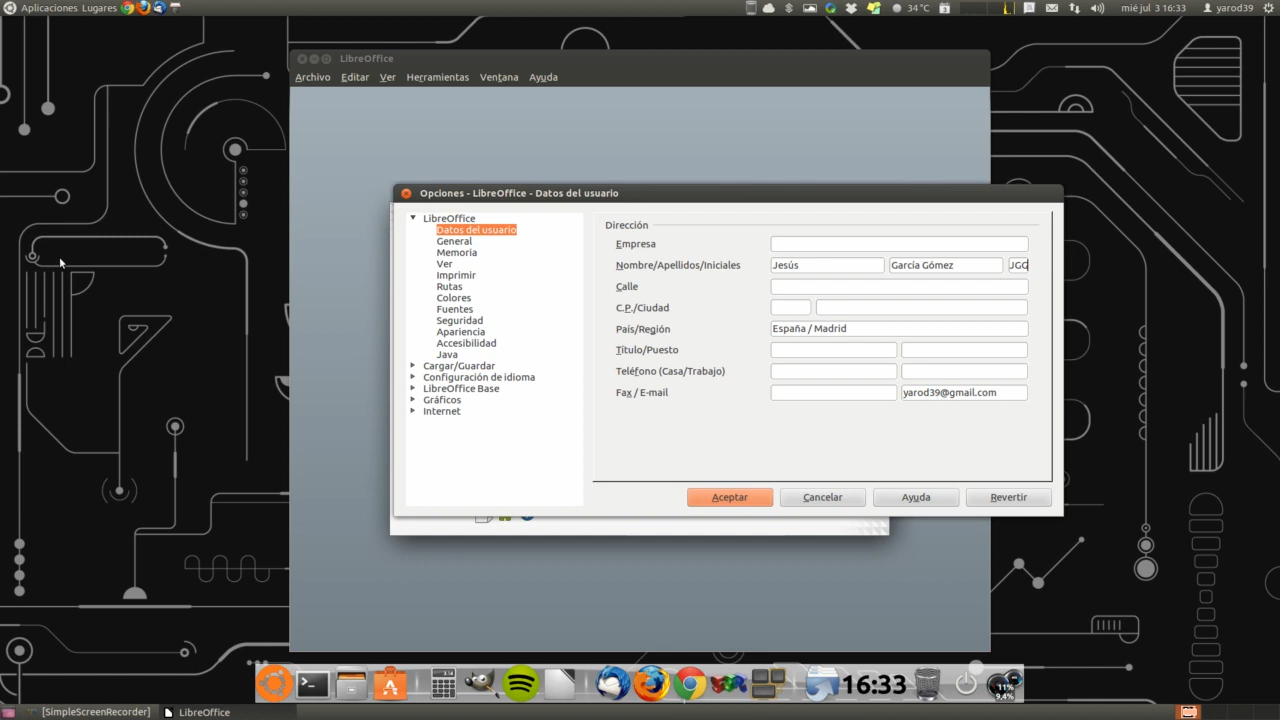 Aplicaciones Lugares 34 °C mié jul 3 16:33 yarod39
LibreOffice
Archivo Editar Ver Herramientas Ventana Ayuda
Opciones - LibreOffice - Datos del usuario
LibreOffice
Datos del usuario
General
Memoria
Ver
Imprimir
Rutas
Colores
Fuentes
Seguridad
Apariencia
Accesibilidad
Java
Cargar/Guardar
Configuración de idioma
LibreOffice Base
Gráficos
Internet
Dirección
Empresa
Nombre/Apellidos/Iniciales Jesús García Gómez JGG
Calle
C.P./Ciudad
País/Región España / Madrid
Título/Puesto
Teléfono (Casa/Trabajo)
Fax / E-mail yarod39@gmail.com
Aceptar Cancelar Ayuda Revertir
16:33
11%
9.4%
[SimpleScreenRecorder] LibreOffice